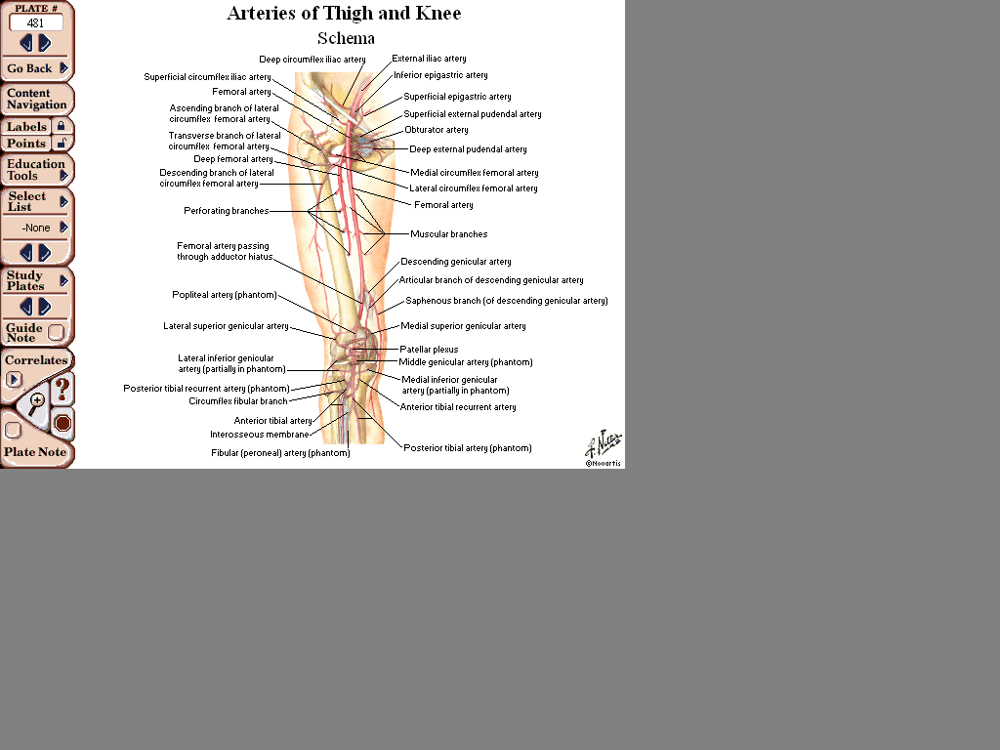 PLATE #
481
Go Back
Content
Navigation
Labels
Points
Education
Tools
Select
List
-None
Study
Plates
Guide
Note
Correlates
?
Plate Note
Arteries of Thigh and Knee
Schema
Deep circumflex iliac artery
Superficial circumflex iliac artery
Femoral artery
Ascending branch of lateral
circumflex femoral artery
Transverse branch of lateral
circumflex femoral artery
Deep femoral artery
Descending branch of lateral
circumflex femoral artery
Perforating branches
Femoral artery passing
through adductor hiatus
Popliteal artery (phantom)
Lateral superior genicular artery
Lateral inferior genicular
artery (partially in phantom)
Posterior tibial recurrent artery (phantom)
Circumflex fibular branch
Anterior tibial artery
Interosseous membrane
Fibular (peroneal) artery (phantom)
External iliac artery
Inferior epigastric artery
Superficial epigastric artery
Superficial external pudendal artery
Obturator artery
Deep external pudendal artery
Medial circumflex femoral artery
Lateral circumflex femoral artery
Femoral artery
Muscular branches
Descending genicular artery
Articular branch of descending genicular artery
Saphenous branch (of descending genicular artery)
Medial superior genicular artery
Patellar plexus
Middle genicular artery (phantom)
Medial inferior genicular
artery (partially in phantom)
Anterior tibial recurrent artery
Posterior tibial artery (phantom)
F. Netter
©Novartis